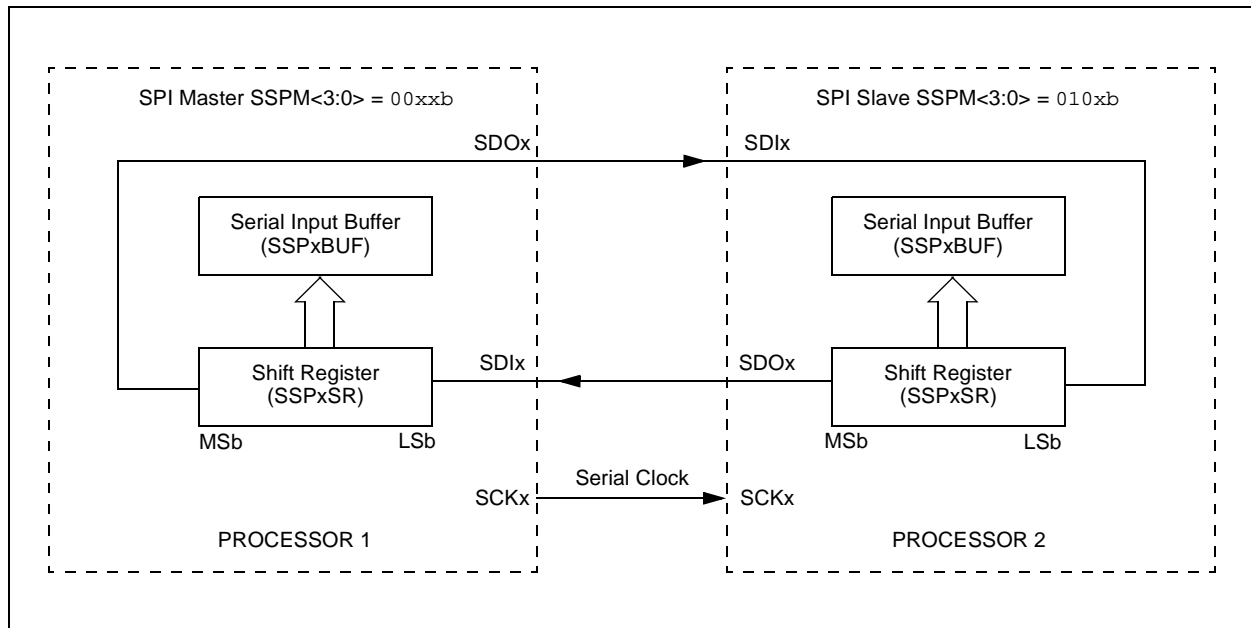 SPI Master SSPM<3:0> = 00xxb
SPI Slave SSPM<3:0> = 010xb
SDOx
SDIx
Serial Input Buffer
(SSPxBUF)
Serial Input Buffer
(SSPxBUF)
SDIx
SDOx
Shift Register
(SSPxSR)
Shift Register
(SSPxSR)
MSb
LSb
MSb
LSb
Serial Clock
SCKx
SCKx
PROCESSOR 1
PROCESSOR 2